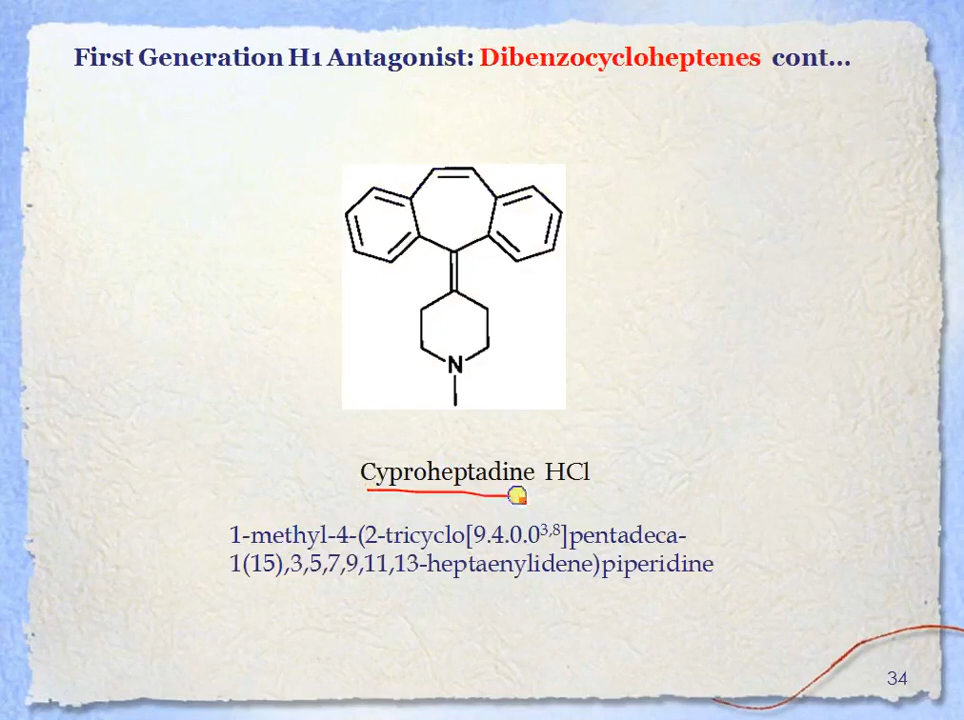 First Generation H1 Antagonist: Dibenzocycloheptenes cont...
N
Cyproheptadine HCl
1-methyl-4-(2-tricyclo[9.4.0.0³,⁸]pentadeca-
1(15),3,5,7,9,11,13-heptaenylidene)piperidine
34